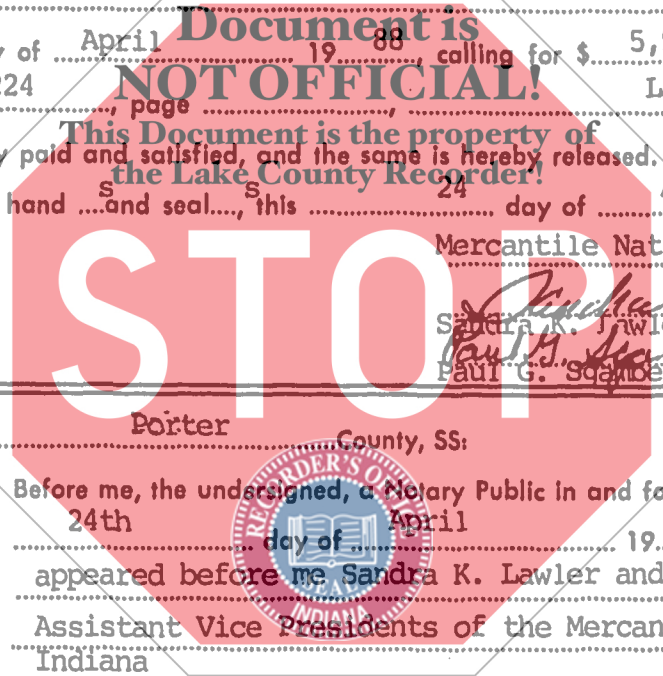 Document is
y of April 19 88, calling for $ 5,
224 NOT OFFICIAL! L
, page ,
This Document is the property of
y paid and satisfied, and the same is hereby released.
the Lake County Recorder!
hand s and seal s, this 24 day of
Mercantile Nat
STOP
Sandra K. Lawle
Paul G.
Porter County, SS:
RECORDER'S OFFICE
Before me, the undersigned, a Notary Public in and fo
24th day of April 19
SEAL
appeared before me Sandra K. Lawler and
INDIANA
Assistant Vice Presidents of the Mercan
Indiana